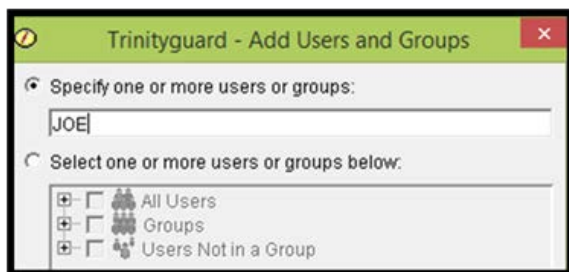 Trinityguard - Add Users and Groups
Specify one or more users or groups:
JOE
Select one or more users or groups below:
All Users
Groups
Users Not in a Group